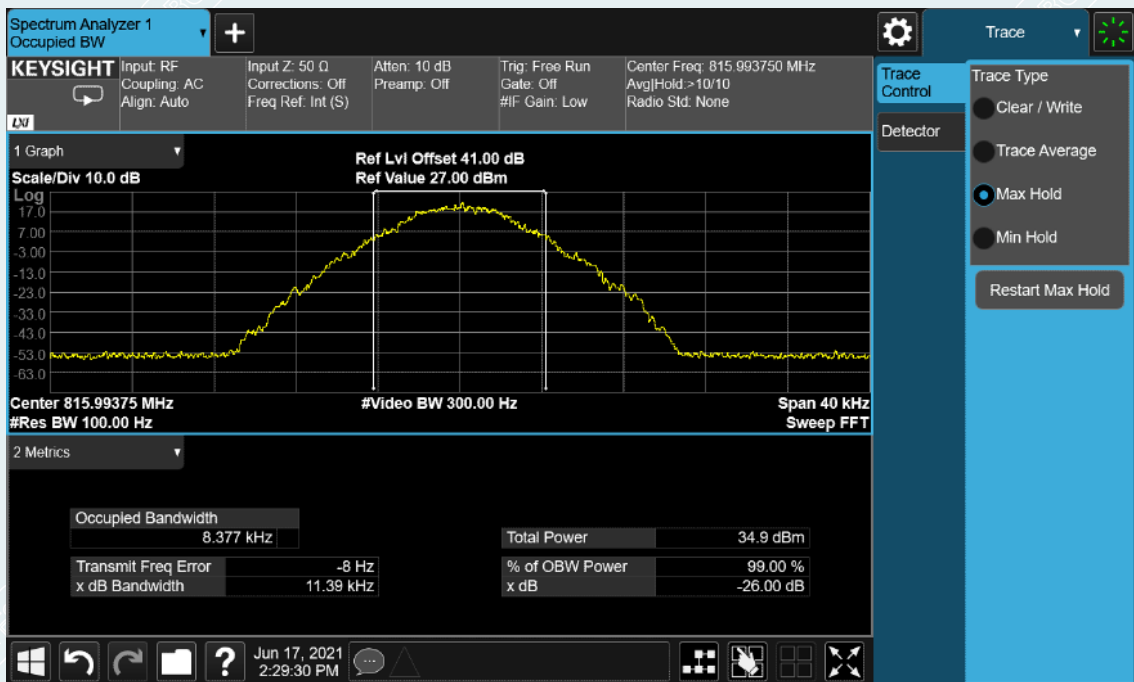 Spectrum Analyzer 1
Occupied BW
+
Trace
KEYSIGHT
LXI
Input: RF
Coupling: AC
Align: Auto
Input Z: 50 Ω
Corrections: Off
Freq Ref: Int (S)
Atten: 10 dB
Preamp: Off
Trig: Free Run
Gate: Off
#IF Gain: Low
Center Freq: 815.993750 MHz
Avg|Hold:>10/10
Radio Std: None
Trace
Control
Detector
Trace Type
Clear / Write
Trace Average
Max Hold
Min Hold
Restart Max Hold
1 Graph
Scale/Div 10.0 dB
Ref Lvl Offset 41.00 dB
Ref Value 27.00 dBm
Log
17.0
7.00
-3.00
-13.0
-23.0
-33.0
-43.0
-53.0
-63.0
Center 815.99375 MHz
#Video BW 300.00 Hz
Span 40 kHz
#Res BW 100.00 Hz
Sweep FFT
2 Metrics
Occupied Bandwidth
8.377 kHz
Total Power 34.9 dBm
Transmit Freq Error -8 Hz
% of OBW Power 99.00 %
x dB Bandwidth 11.39 kHz
x dB -26.00 dB
?
Jun 17, 2021
2:29:30 PM